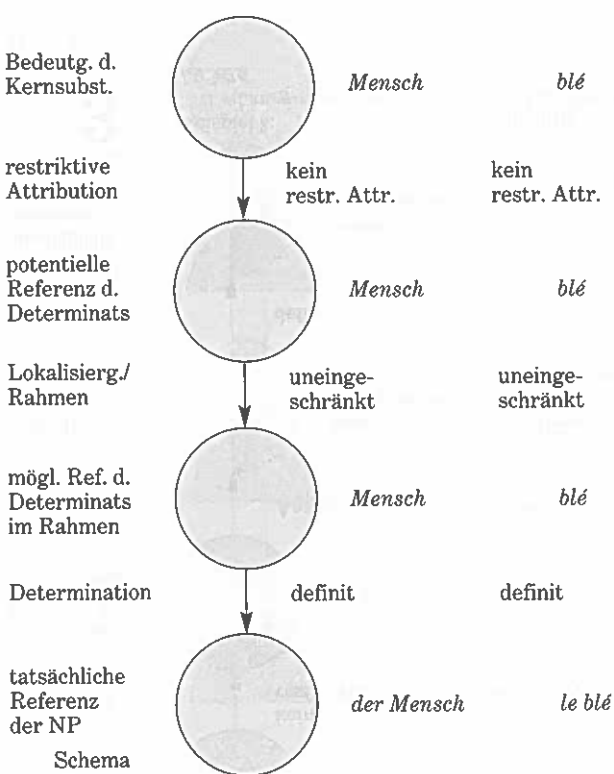 Bedeutg. d.
Kernsubst.
Mensch
blé
restriktive
Attribution
kein
restr. Attr.
kein
restr. Attr.
potentielle
Referenz d.
Determinats
Mensch
blé
Lokalisierg./
Rahmen
uneinge-
schränkt
uneinge-
schränkt
mögl. Ref. d.
Determinats
im Rahmen
Mensch
blé
Determination
definit
definit
tatsächliche
Referenz
der NP
der Mensch
le blé
Schema